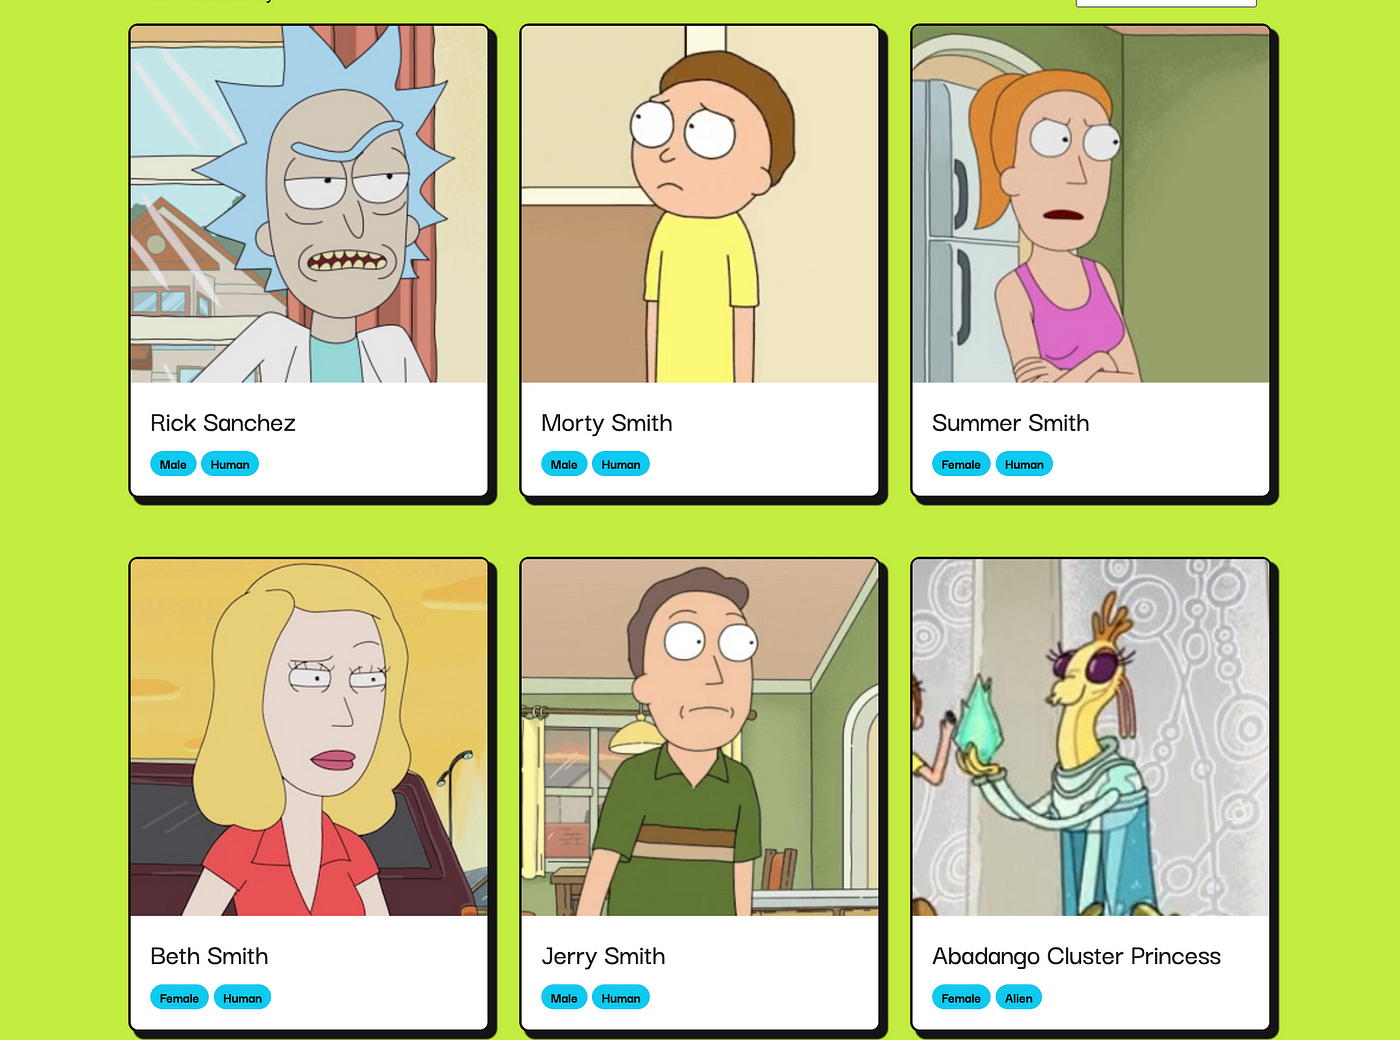 Rick Sanchez
Male Human
Morty Smith
Male Human
Summer Smith
Female Human
Beth Smith
Female Human
Jerry Smith
Male Human
Abadango Cluster Princess
Female Alien